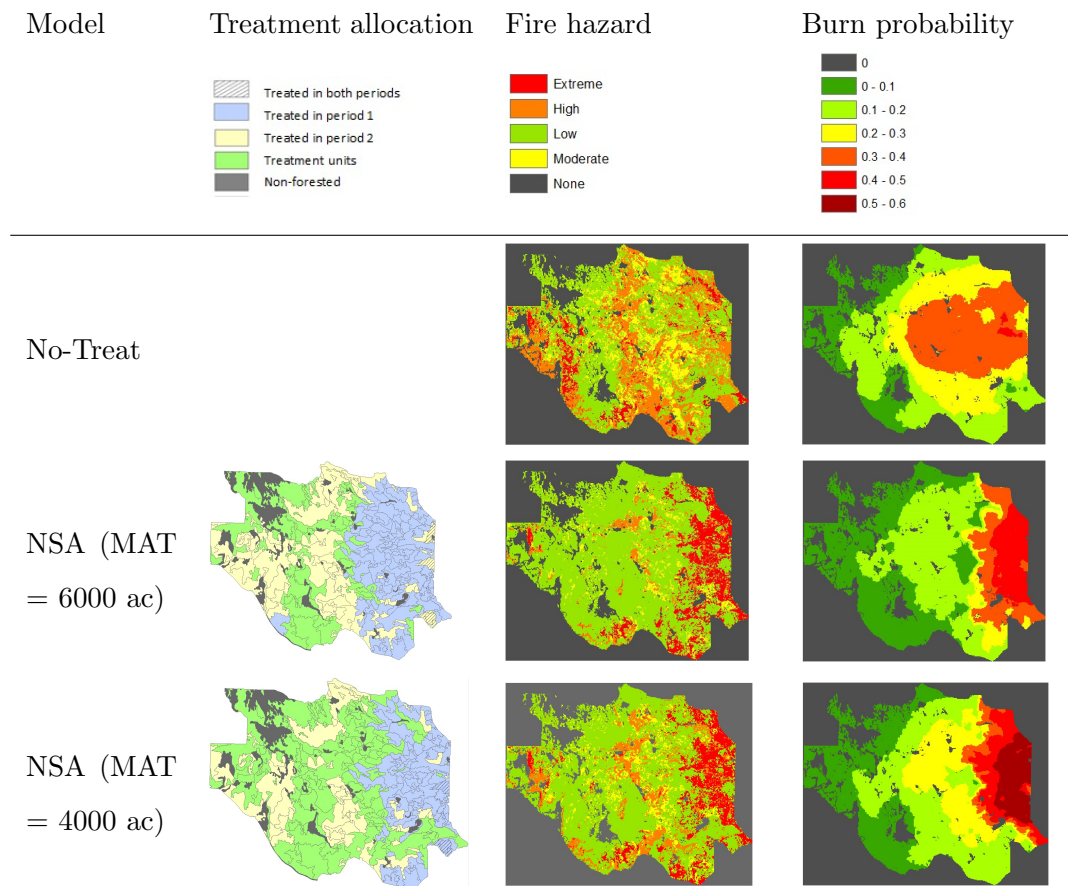 Model Treatment allocation Fire hazard Burn probability
Treated in both periods
Treated in period 1
Treated in period 2
Treatment units
Non-forested
Extreme
High
Low
Moderate
None
0
0 - 0.1
0.1 - 0.2
0.2 - 0.3
0.3 - 0.4
0.4 - 0.5
0.5 - 0.6
No-Treat
NSA (MAT
= 6000 ac)
NSA (MAT
= 4000 ac)